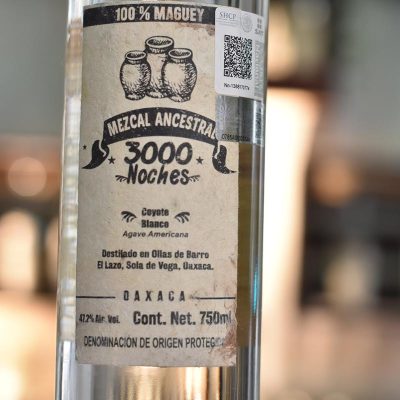 100 % MAGUEY
SHCP
MEZCAL ANCESTRAL
3000
Noches
Coyote
Blanco
Agave Americana
Destilado en Ollas de Barro
El Lazo, Sola de Vega, Oaxaca.
OAXACA
47.2% Alc. Vol. Cont. Net. 750ml
DENOMINACIÓN DE ORIGEN PROTEGIDA